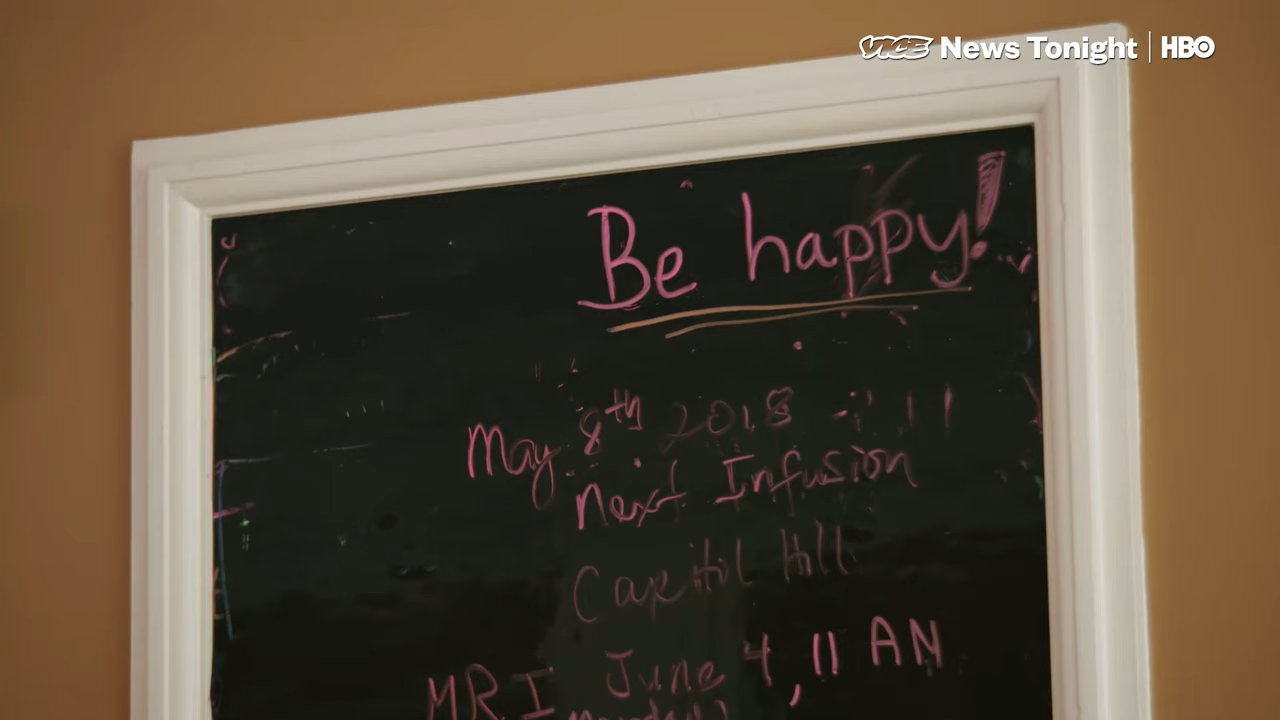 VICE News Tonight | HBO
Be happy!
May 8th 2018
Next Infusion
Capitol Hill
MRI June 4, 11 AM